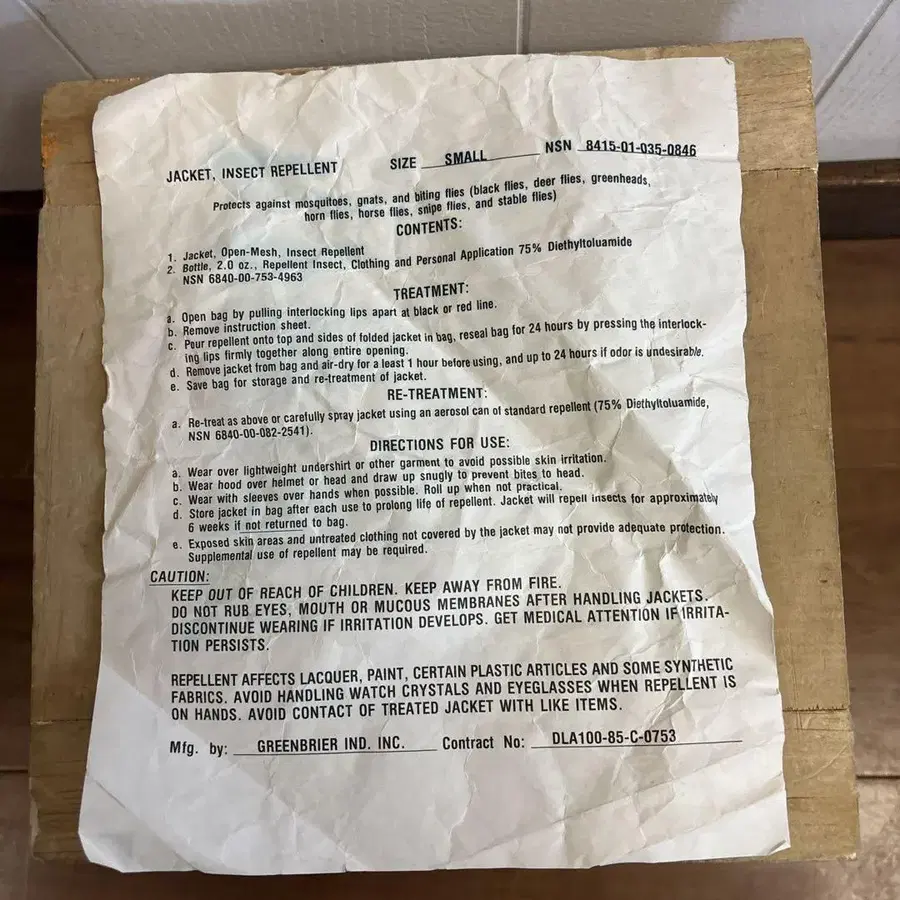 JACKET, INSECT REPELLENT SIZE SMALL NSN 8415-01-035-0846
Protects against mosquitoes, gnats, and biting flies (black flies, deer flies, greenheads,
horn flies, horse flies, snipe flies, and stable flies)
CONTENTS:
1. Jacket, Open-Mesh, Insect Repellent
2. Bottle, 2.0 oz., Repellent Insect, Clothing and Personal Application 75% Diethyltoluamide
NSN 6840-00-753-4963
TREATMENT:
a. Open bag by pulling interlocking lips apart at black or red line.
b. Remove instruction sheet.
c. Pour repellent onto top and sides of folded jacket in bag, reseal bag for 24 hours by pressing the interlock-
ing lips firmly together along entire opening.
d. Remove jacket from bag and air-dry for a least 1 hour before using, and up to 24 hours if odor is undesirable.
e. Save bag for storage and re-treatment of jacket.
RE-TREATMENT:
a. Re-treat as above or carefully spray jacket using an aerosol can of standard repellent (75% Diethyltoluamide,
NSN 6840-00-082-2541).
DIRECTIONS FOR USE:
a. Wear over lightweight undershirt or other garment to avoid possible skin irritation.
b. Wear hood over helmet or head and draw up snugly to prevent bites to head.
c. Wear with sleeves over hands when possible. Roll up when not practical.
d. Store jacket in bag after each use to prolong life of repellent. Jacket will repell insects for approximately
6 weeks if not returned to bag.
e. Exposed skin areas and untreated clothing not covered by the jacket may not provide adequate protection.
Supplemental use of repellent may be required.
CAUTION:
KEEP OUT OF REACH OF CHILDREN. KEEP AWAY FROM FIRE.
DO NOT RUB EYES, MOUTH OR MUCOUS MEMBRANES AFTER HANDLING JACKETS.
DISCONTINUE WEARING IF IRRITATION DEVELOPS. GET MEDICAL ATTENTION IF IRRITA-
TION PERSISTS.
REPELLENT AFFECTS LACQUER, PAINT, CERTAIN PLASTIC ARTICLES AND SOME SYNTHETIC
FABRICS. AVOID HANDLING WATCH CRYSTALS AND EYEGLASSES WHEN REPELLENT IS
ON HANDS. AVOID CONTACT OF TREATED JACKET WITH LIKE ITEMS.
Mfg. by: GREENBRIER IND. INC. Contract No: DLA100-85-C-0753